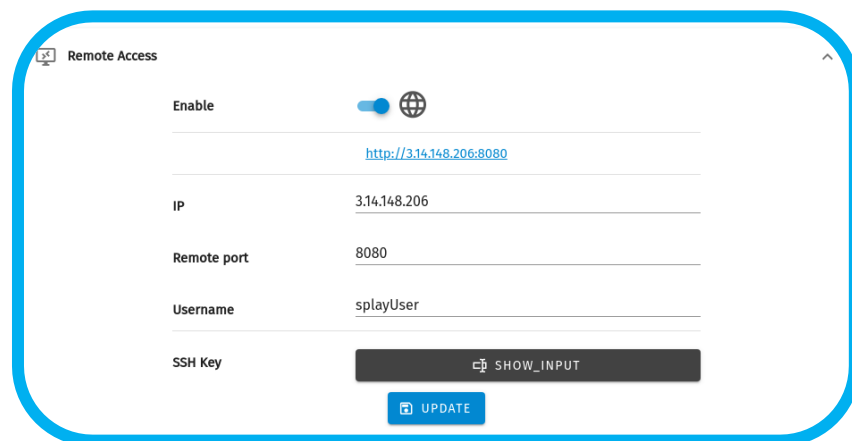 Remote Access
Enable
http://3.14.148.206:8080
IP 3.14.148.206
Remote port 8080
Username splayUser
SSH Key SHOW_INPUT
UPDATE